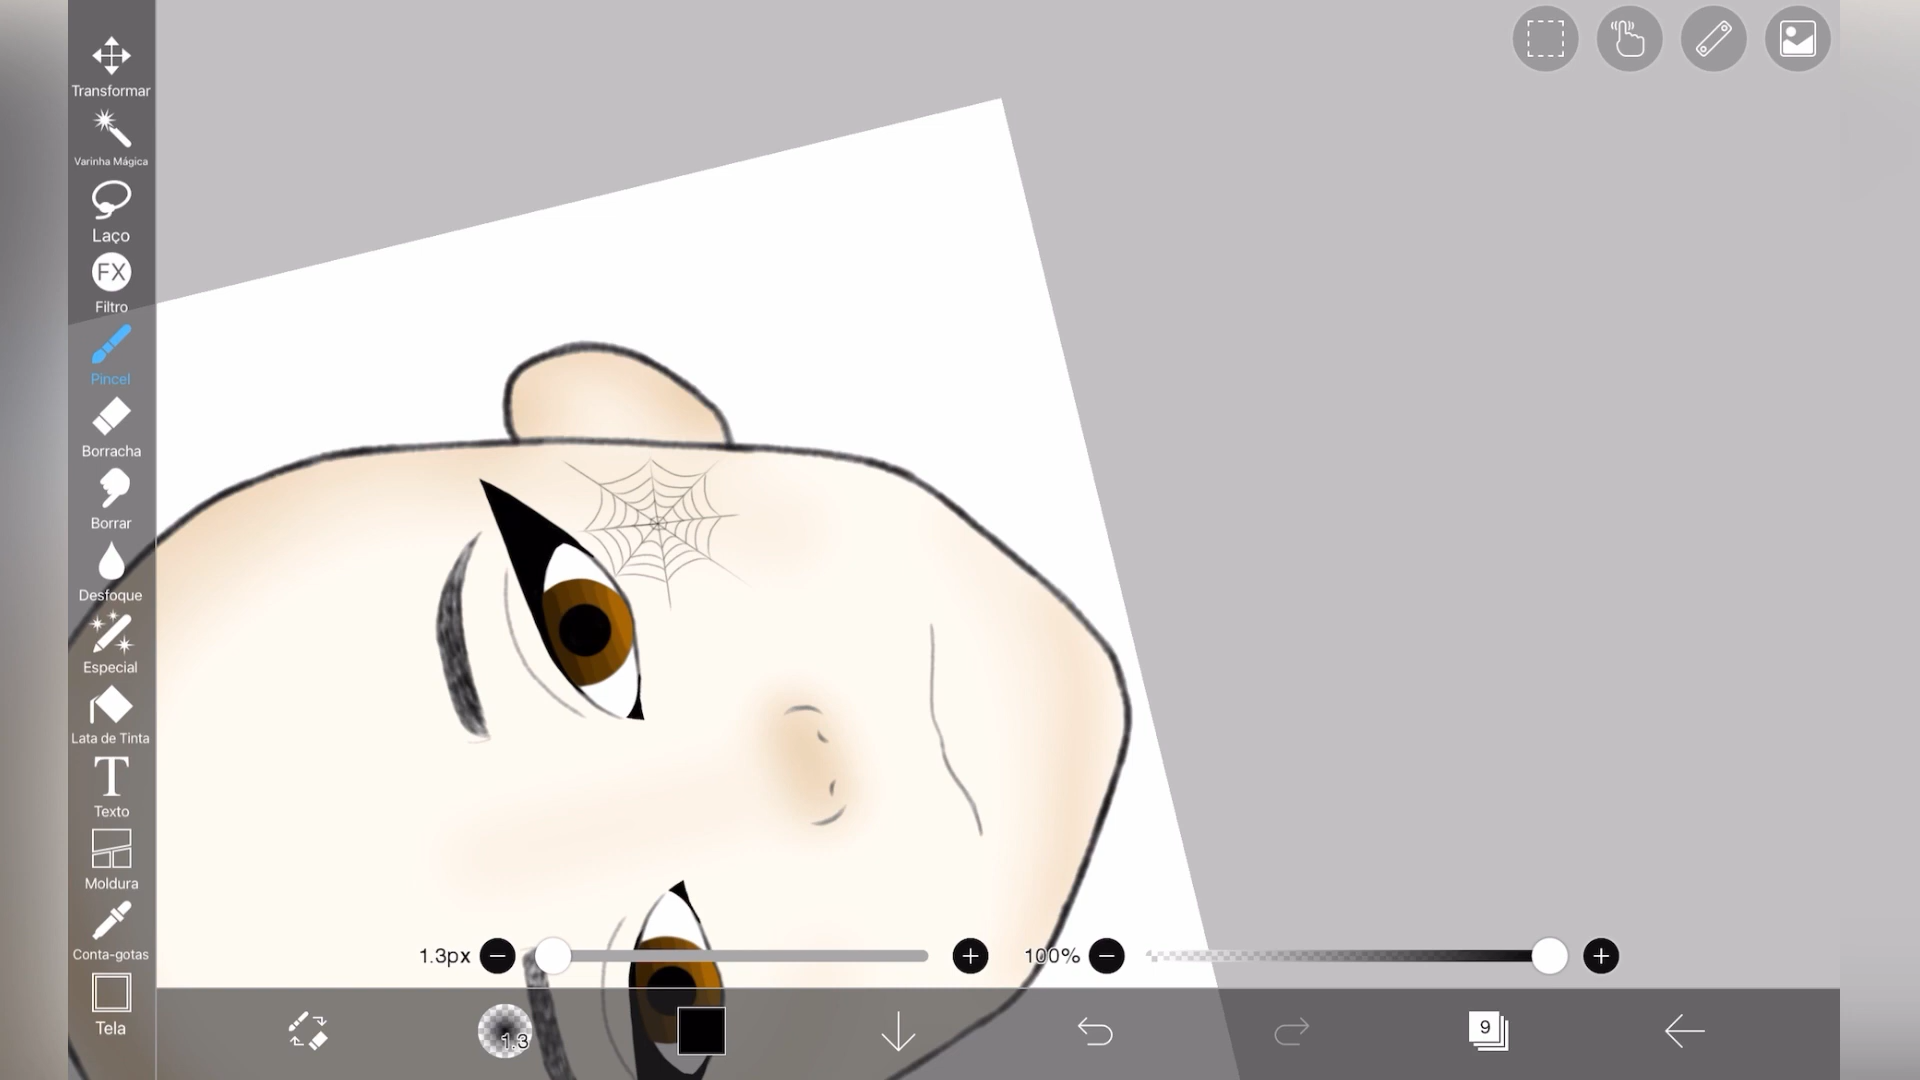 Transformar
Varinha Mágica
Laço
FX
Filtro
Pincel
Borracha
Borrar
Desfoque
Especial
Lata de Tinta
T
Texto
Moldura
Conta-gotas
Tela
1.3px
100%
1.3
9